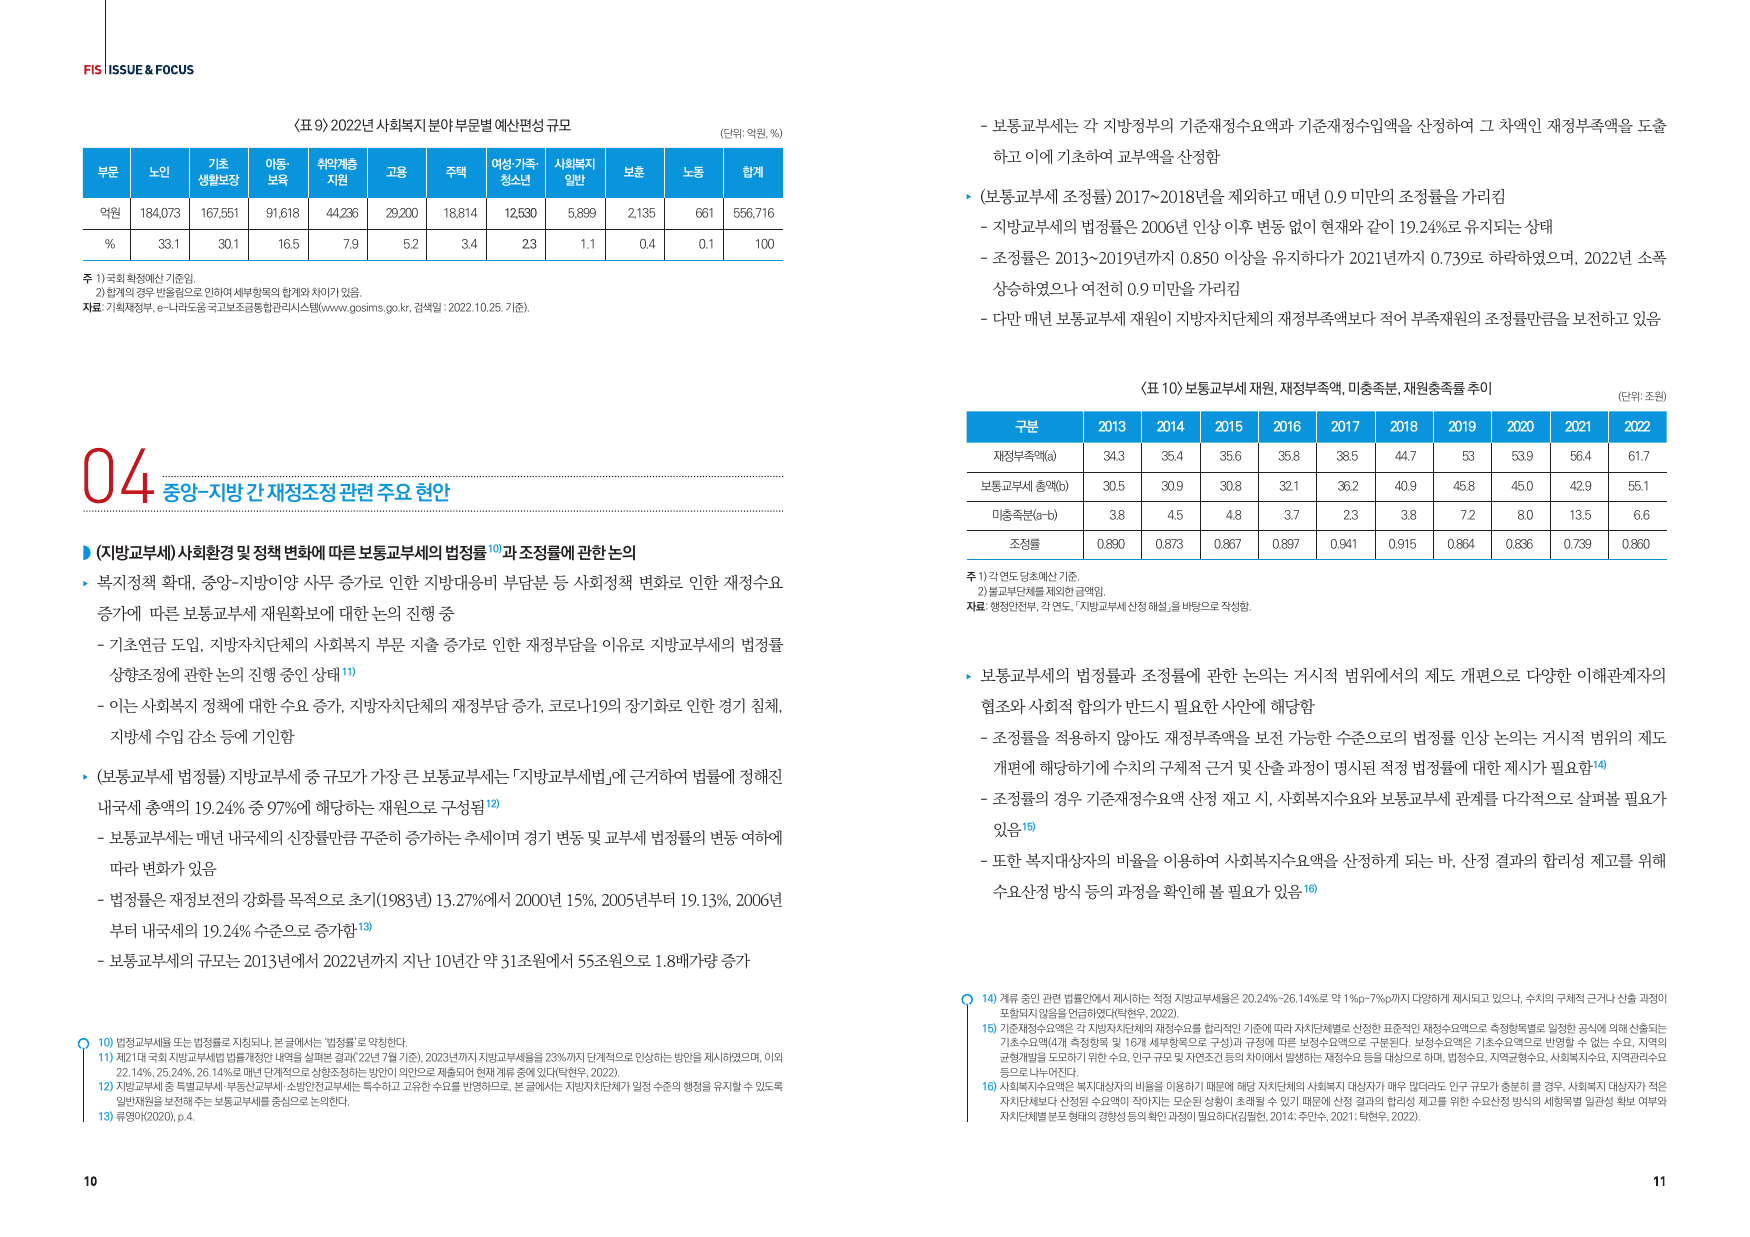 FIS ISSUE & FOCUS
〈표 9〉 2022년 사회복지 분야 부문별 예산편성 규모
(단위: 억원, %)
부문 노인 기초생활보장 아동·보육 취약계층지원 고용 주택 여성·가족·청소년 사회복지일반 보훈 노동 합계
억원 184,073 167,551 91,618 44,236 29,200 18,814 12,530 5,899 2,135 661 556,716
% 33.1 30.1 16.5 7.9 5.2 3.4 2.3 1.1 0.4 0.1 100
주 1) 국회 확정예산 기준임.
2) 합계의 경우 반올림으로 인하여 세부항목의 합계와 차이가 있음.
자료: 기획재정부, e-나라도움 국고보조금통합관리시스템(www.gosims.go.kr, 검색일 : 2022.10.25. 기준).
04 중앙-지방 간 재정조정 관련 주요 현안
(지방교부세) 사회환경 및 정책 변화에 따른 보통교부세의 법정률10)과 조정률에 관한 논의
▸ 복지정책 확대, 중앙-지방이양 사무 증가로 인한 지방대응비 부담분 등 사회정책 변화로 인한 재정수요
증가에 따른 보통교부세 재원확보에 대한 논의 진행 중
- 기초연금 도입, 지방자치단체의 사회복지 부문 지출 증가로 인한 재정부담을 이유로 지방교부세의 법정률
상향조정에 관한 논의 진행 중인 상태11)
- 이는 사회복지 정책에 대한 수요 증가, 지방자치단체의 재정부담 증가, 코로나19의 장기화로 인한 경기 침체,
지방세 수입 감소 등에 기인함
▸ (보통교부세 법정률) 지방교부세 중 규모가 가장 큰 보통교부세는 「지방교부세법」에 근거하여 법률에 정해진
내국세 총액의 19.24% 중 97%에 해당하는 재원으로 구성됨12)
- 보통교부세는 매년 내국세의 신장률만큼 꾸준히 증가하는 추세이며 경기 변동 및 교부세 법정률의 변동 여하에
따라 변화가 있음
- 법정률은 재정보전의 강화를 목적으로 초기(1983년) 13.27%에서 2000년 15%, 2005년부터 19.13%, 2006년
부터 내국세의 19.24% 수준으로 증가함13)
- 보통교부세의 규모는 2013년에서 2022년까지 지난 10년간 약 31조원에서 55조원으로 1.8배가량 증가
10) 법정교부세율 또는 법정률로 지칭되나, 본 글에서는 '법정률'로 약칭한다.
11) 제21대 국회 지방교부세법 법률개정안 내역을 살펴본 결과('22년 7월 기준), 2023년까지 지방교부세율을 23%까지 단계적으로 인상하는 방안을 제시하였으며, 이외
22.14%, 25.24%, 26.14%로 매년 단계적으로 상향조정하는 방안이 의안으로 제출되어 현재 계류 중에 있다(탁현우, 2022).
12) 지방교부세 중 특별교부세·부동산교부세·소방안전교부세는 특수하고 고유한 수요를 반영하므로, 본 글에서는 지방자치단체가 일정 수준의 행정을 유지할 수 있도록
일반재원을 보전해 주는 보통교부세를 중심으로 논의한다.
13) 류영아(2020), p.4.
10
- 보통교부세는 각 지방정부의 기준재정수요액과 기준재정수입액을 산정하여 그 차액인 재정부족액을 도출
하고 이에 기초하여 교부액을 산정함
▸ (보통교부세 조정률) 2017~2018년을 제외하고 매년 0.9 미만의 조정률을 가리킴
- 지방교부세의 법정률은 2006년 인상 이후 변동 없이 현재와 같이 19.24%로 유지되는 상태
- 조정률은 2013~2019년까지 0.850 이상을 유지하다가 2021년까지 0.739로 하락하였으며, 2022년 소폭
상승하였으나 여전히 0.9 미만을 가리킴
- 다만 매년 보통교부세 재원이 지방자치단체의 재정부족액보다 적어 부족재원의 조정률만큼을 보전하고 있음
〈표 10〉 보통교부세 재원, 재정부족액, 미충족분, 재원충족률 추이
(단위: 조원)
구분 2013 2014 2015 2016 2017 2018 2019 2020 2021 2022
재정부족액(a) 34.3 35.4 35.6 35.8 38.5 44.7 53 53.9 56.4 61.7
보통교부세 총액(b) 30.5 30.9 30.8 32.1 36.2 40.9 45.8 45.0 42.9 55.1
미충족분(a-b) 3.8 4.5 4.8 3.7 2.3 3.8 7.2 8.0 13.5 6.6
조정률 0.890 0.873 0.867 0.897 0.941 0.915 0.864 0.836 0.739 0.860
주 1) 각 연도 당초예산 기준.
2) 불교부단체를 제외한 금액임.
자료: 행정안전부, 각 연도, 「지방교부세 산정 해설」을 바탕으로 작성함.
▸ 보통교부세의 법정률과 조정률에 관한 논의는 거시적 범위에서의 제도 개편으로 다양한 이해관계자의
협조와 사회적 합의가 반드시 필요한 사안에 해당함
- 조정률을 적용하지 않아도 재정부족액을 보전 가능한 수준으로의 법정률 인상 논의는 거시적 범위의 제도
개편에 해당하기에 수치의 구체적 근거 및 산출 과정이 명시된 적정 법정률에 대한 제시가 필요함14)
- 조정률의 경우 기준재정수요액 산정 재고 시, 사회복지수요와 보통교부세 관계를 다각적으로 살펴볼 필요가
있음15)
- 또한 복지대상자의 비율을 이용하여 사회복지수요액을 산정하게 되는 바, 산정 결과의 합리성 제고를 위해
수요산정 방식 등의 과정을 확인해 볼 필요가 있음16)
14) 계류 중인 관련 법률안에서 제시하는 적정 지방교부세율은 20.24%~26.14%로 약 1%p~7%p까지 다양하게 제시되고 있으나, 수치의 구체적 근거나 산출 과정이
포함되지 않음을 언급하였다(탁현우, 2022).
15) 기준재정수요액은 각 지방자치단체의 재정수요를 합리적인 기준에 따라 자치단체별로 산정한 표준적인 재정수요액으로 측정항목별로 일정한 공식에 의해 산출되는
기초수요액(4개 측정항목 및 16개 세부항목으로 구성)과 규정에 따른 보정수요액으로 구분된다. 보정수요액은 기초수요액으로 반영할 수 없는 수요, 지역의
균형개발을 도모하기 위한 수요, 인구 규모 및 자연조건 등의 차이에서 발생하는 재정수요 등을 대상으로 하며, 법정수요, 지역균형수요, 사회복지수요, 지역관리수요
등으로 나누어진다.
16) 사회복지수요액은 복지대상자의 비율을 이용하기 때문에 해당 자치단체의 사회복지 대상자가 매우 많더라도 인구 규모가 충분히 클 경우, 사회복지 대상자가 적은
자치단체보다 산정된 수요액이 작아지는 모순된 상황이 초래될 수 있기 때문에 산정 결과의 합리성 제고를 위한 수요산정 방식의 세항목별 일관성 확보 여부와
자치단체별 분포 형태의 경향성 등의 확인 과정이 필요하다(김필헌, 2014; 주만수, 2021; 탁현우, 2022).
11